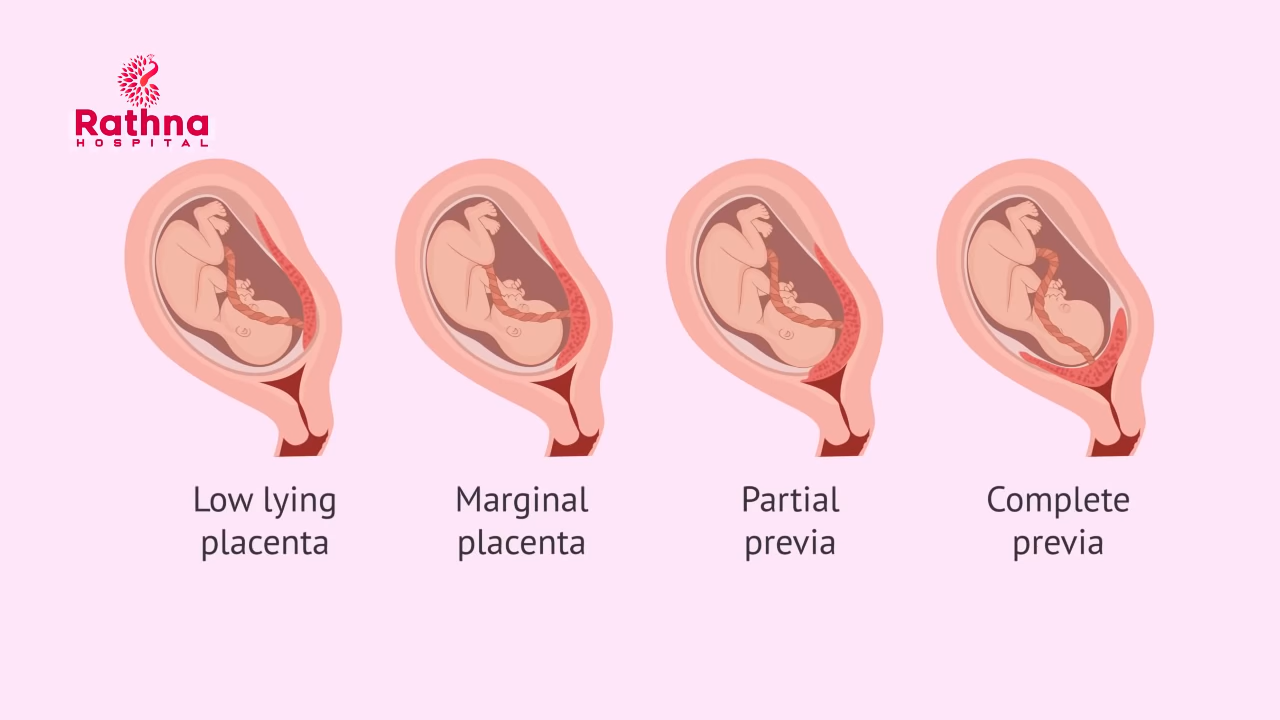 Rathna
HOSPITAL
Low lying
placenta
Marginal
placenta
Partial
previa
Complete
previa